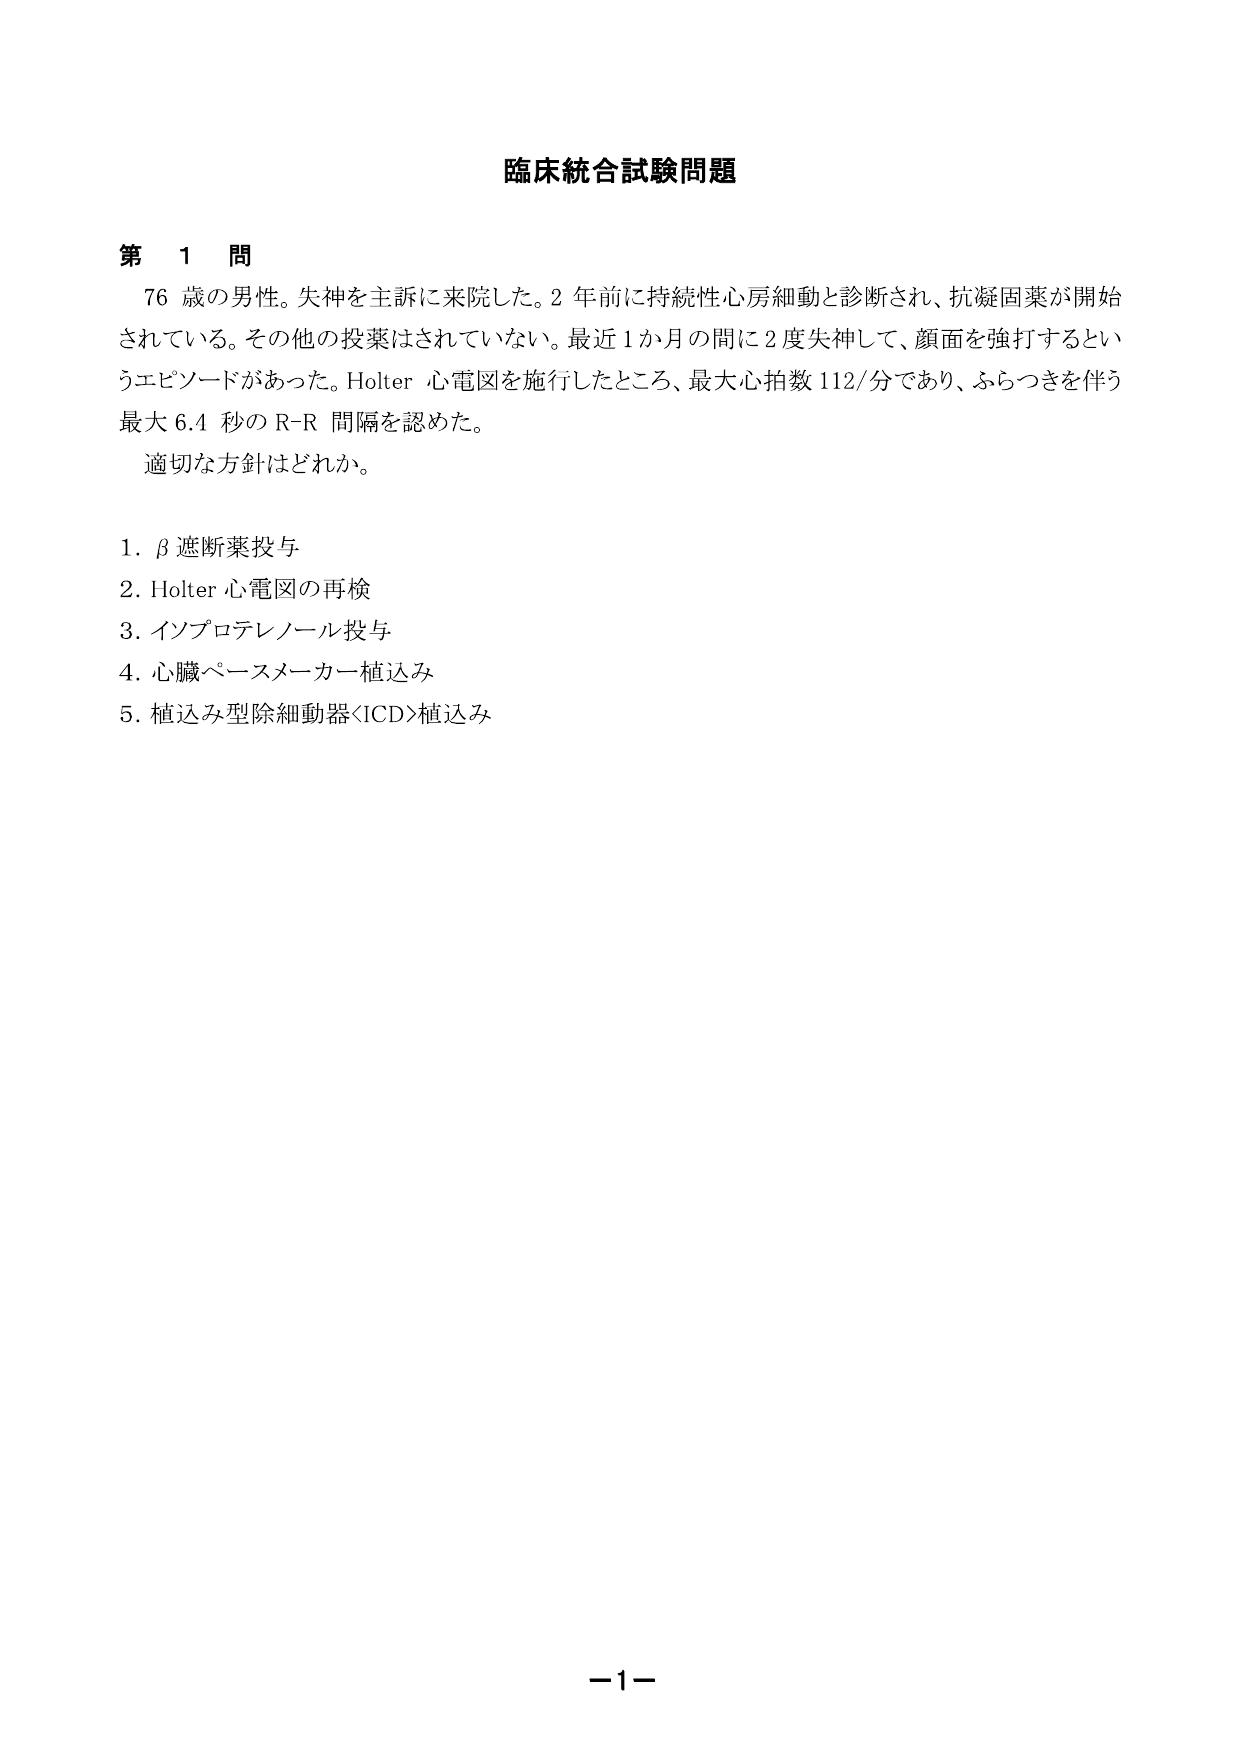 臨床統合試験問題
第 1 問
76 歳の男性。失神を主訴に来院した。2 年前に持続性心房細動と診断され、抗凝固薬が開始
されている。その他の投薬はされていない。最近1か月の間に2度失神して、顔面を強打するとい
うエピソードがあった。Holter 心電図を施行したところ、最大心拍数 112/分であり、ふらつきを伴う
最大 6.4 秒の R-R 間隔を認めた。
適切な方針はどれか。
1. β遮断薬投与
2. Holter 心電図の再検
3. イソプロテレノール投与
4. 心臓ペースメーカー植込み
5. 植込み型除細動器<ICD>植込み
－1－